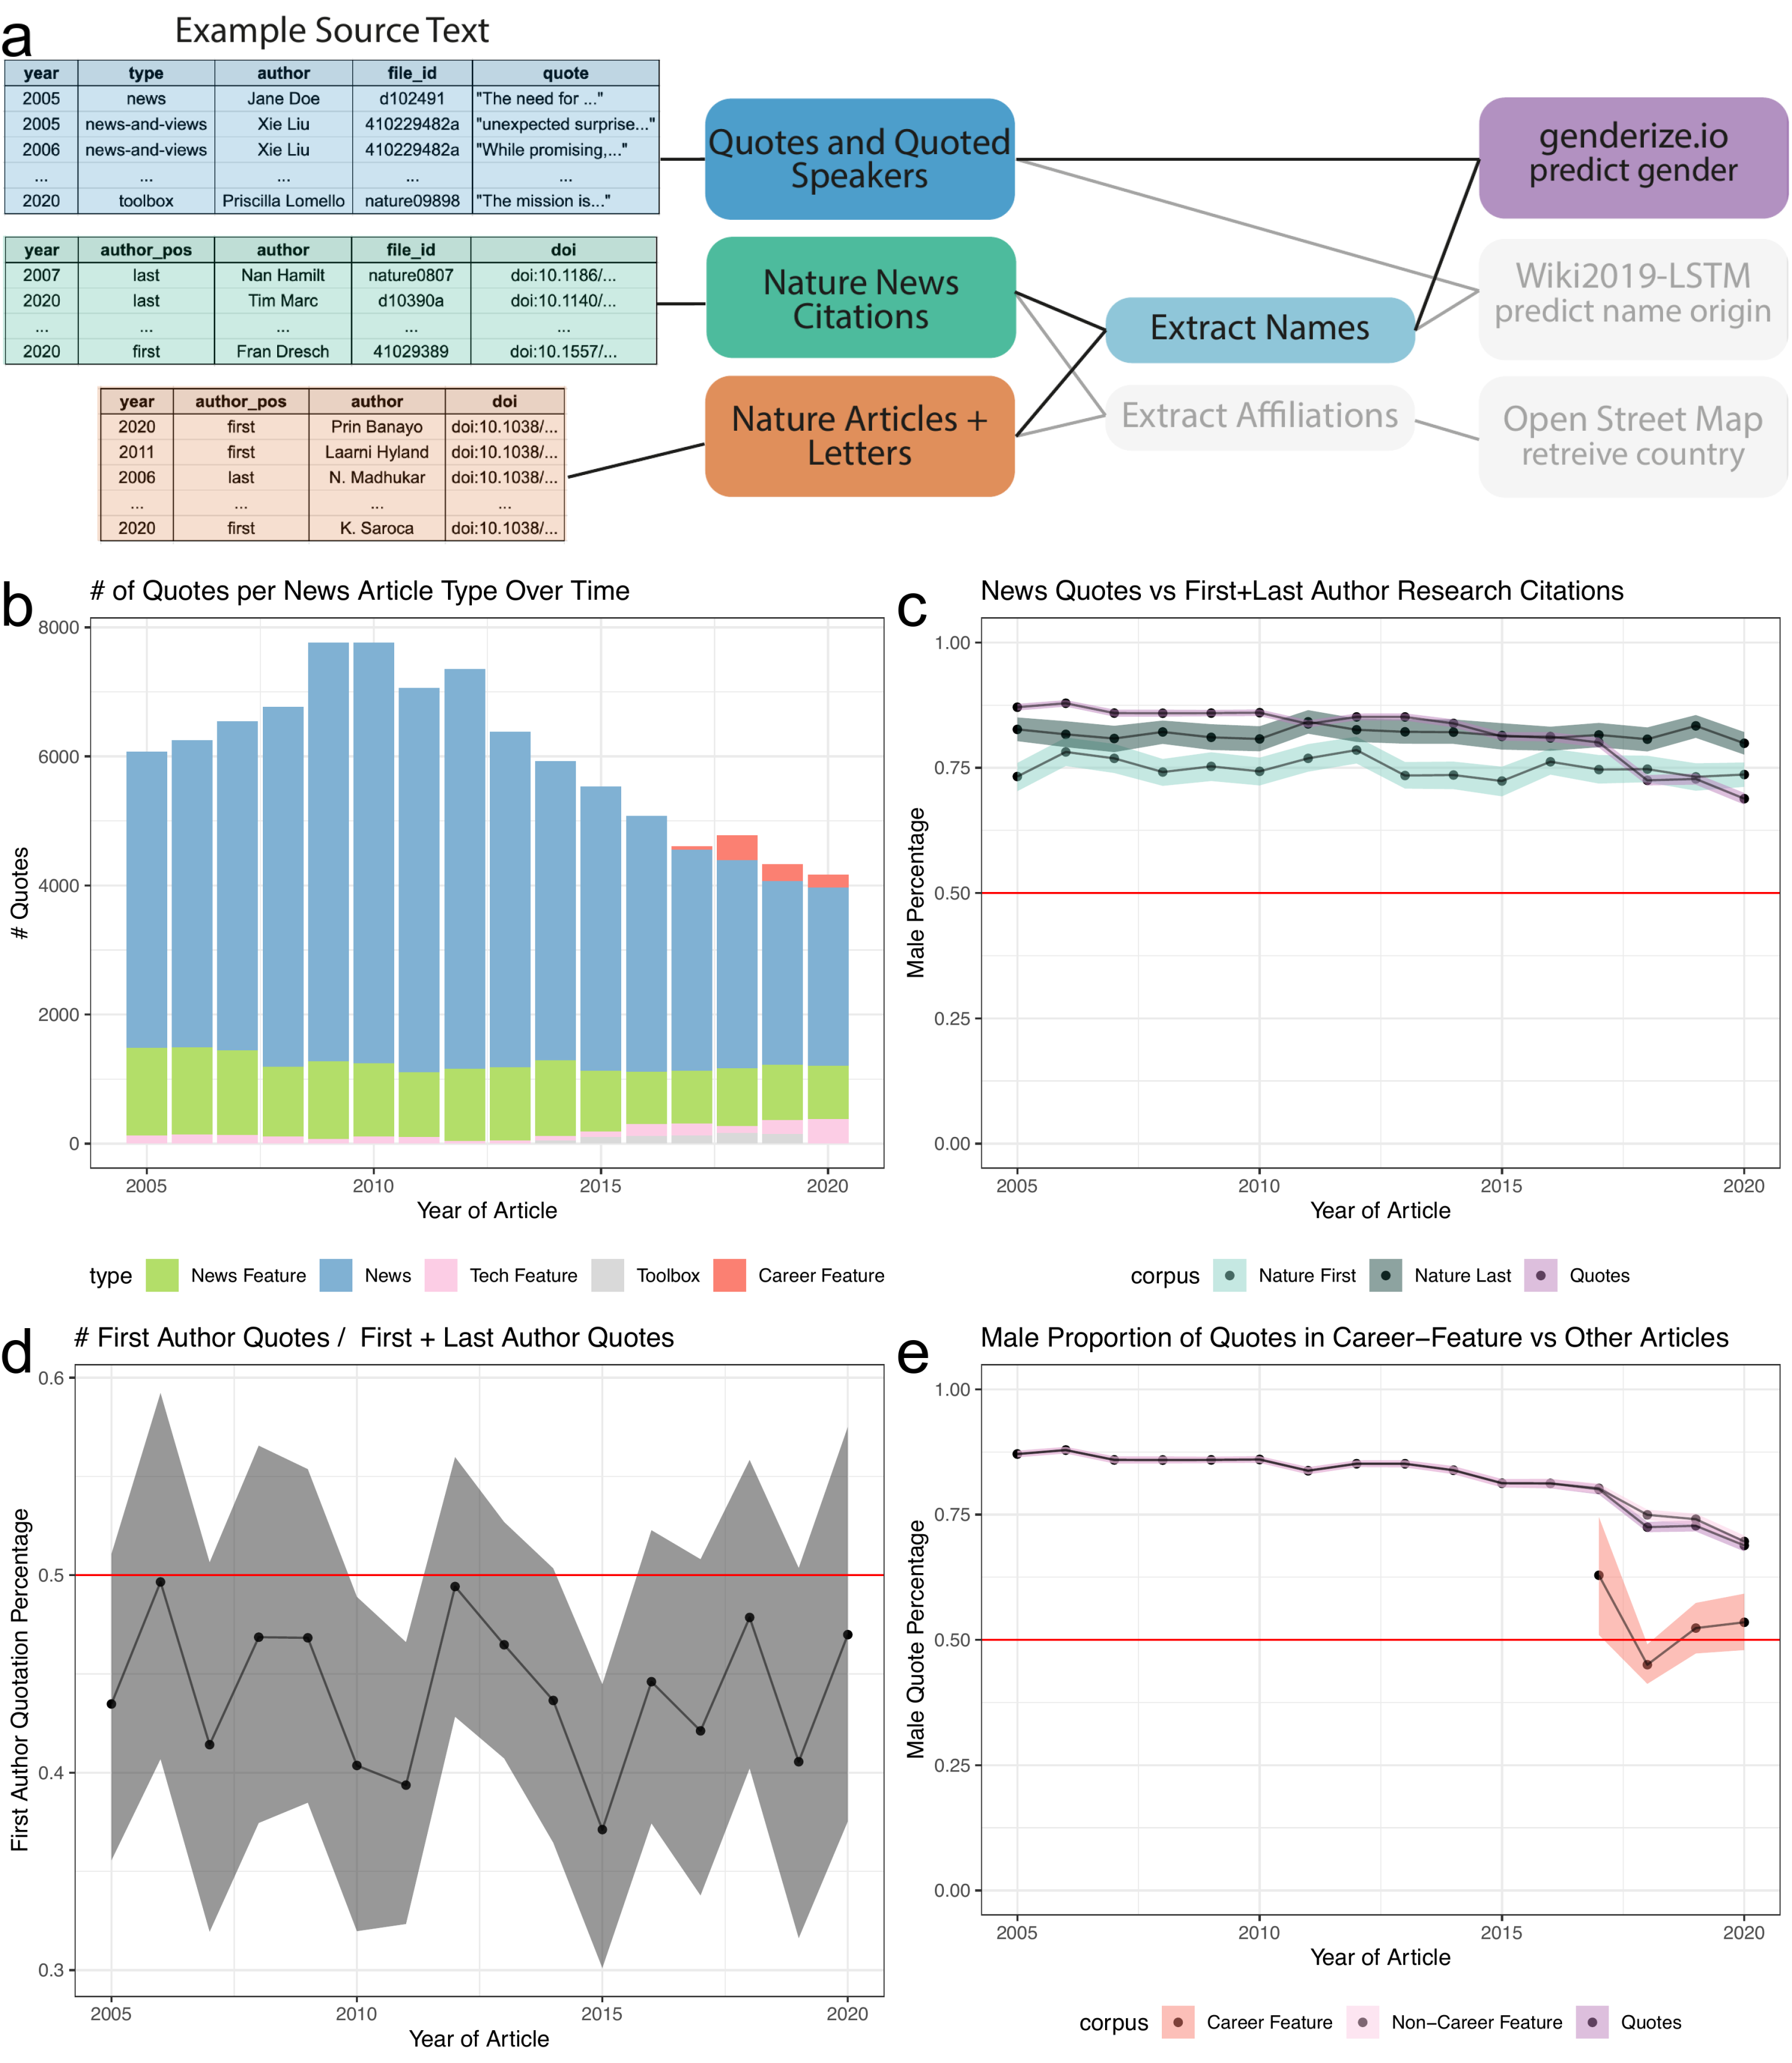 a
Example Source Text
year type author file_id quote
2005 news Jane Doe d102491 "The need for ..."
2005 news-and-views Xie Liu 410229482a "unexpected surprise..."
2006 news-and-views Xie Liu 410229482a "While promising,..."
... ... ... ... ...
2020 toolbox Priscilla Lomello nature09898 "The mission is..."
year author_pos author file_id doi
2007 last Nan Hamilt nature0807 doi:10.1186/...
2020 last Tim Marc d10390a doi:10.1140/...
... ... ... ... ...
2020 first Fran Dresch 41029389 doi:10.1557/...
year author_pos author doi
2020 first Prin Banayo doi:10.1038/...
2011 first Laarni Hyland doi:10.1038/...
2006 last N. Madhukar doi:10.1038/...
... ... ... ...
2020 first K. Saroca doi:10.1038/...
Quotes and Quoted
Speakers
Nature News
Citations
Nature Articles +
Letters
Extract Names
Extract Affiliations
genderize.io
predict gender
Wiki2019-LSTM
predict name origin
Open Street Map
retreive country
b
# of Quotes per News Article Type Over Time
# Quotes
8000
6000
4000
2000
0
2005 2010 2015 2020
Year of Article
type News Feature News Tech Feature Toolbox Career Feature
c
News Quotes vs First+Last Author Research Citations
Male Percentage
1.00
0.75
0.50
0.25
0.00
2005 2010 2015 2020
Year of Article
corpus Nature First Nature Last Quotes
d
# First Author Quotes / First + Last Author Quotes
First Author Quotation Percentage
0.6
0.5
0.4
0.3
2005 2010 2015 2020
Year of Article
e
Male Proportion of Quotes in Career−Feature vs Other Articles
Male Quote Percentage
1.00
0.75
0.50
0.25
0.00
2005 2010 2015 2020
Year of Article
corpus Career Feature Non−Career Feature Quotes